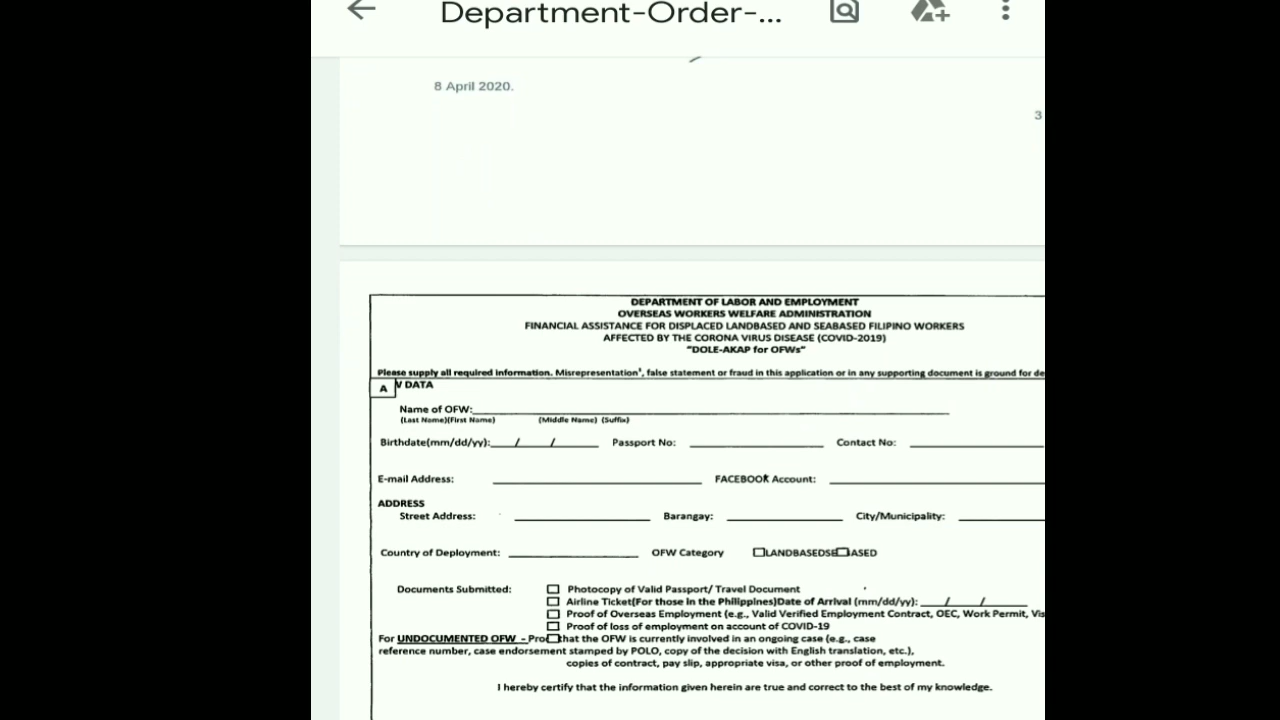 Department-Order-...
8 April 2020.
3
DEPARTMENT OF LABOR AND EMPLOYMENT
OVERSEAS WORKERS WELFARE ADMINISTRATION
FINANCIAL ASSISTANCE FOR DISPLACED LANDBASED AND SEABASED FILIPINO WORKERS
AFFECTED BY THE CORONA VIRUS DISEASE (COVID-2019)
"DOLE-AKAP for OFWs"
Please supply all required information. Misrepresentation¹, false statement or fraud in this application or in any supporting document is ground for de
A V DATA
Name of OFW:
(Last Name)(First Name) (Middle Name) (Suffix)
Birthdate(mm/dd/yy): / / Passport No: Contact No:
E-mail Address: FACEBOOK Account:
ADDRESS
Street Address: Barangay: City/Municipality:
Country of Deployment: OFW Category LANDBASEDSE ASED
Documents Submitted: Photocopy of Valid Passport/ Travel Document
Airline Ticket(For those in the Philippines)Date of Arrival (mm/dd/yy): / /
Proof of Overseas Employment (e.g., Valid Verified Employment Contract, OEC, Work Permit, Vis
Proof of loss of employment on account of COVID-19
For UNDOCUMENTED OFW - Proo that the OFW is currently involved in an ongoing case (e.g., case
reference number, case endorsement stamped by POLO, copy of the decision with English translation, etc.),
copies of contract, pay slip, appropriate visa, or other proof of employment.
I hereby certify that the information given herein are true and correct to the best of my knowledge.